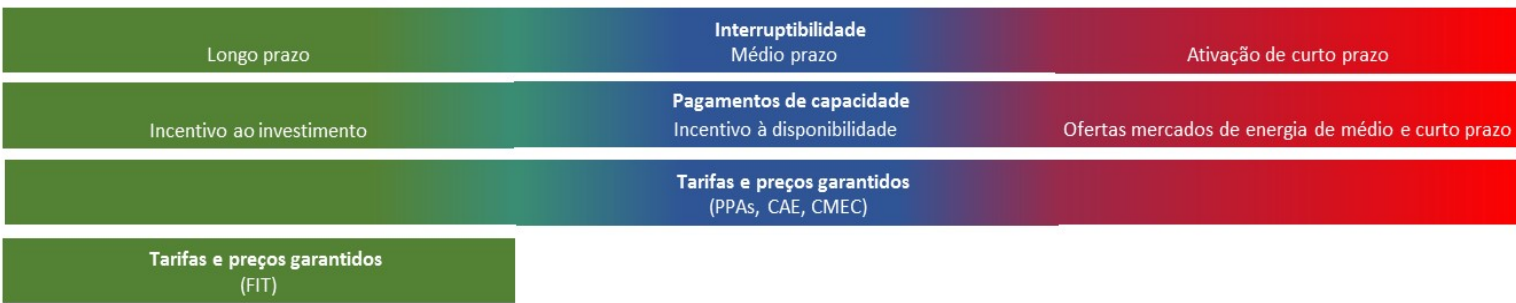 Interruptibilidade
Longo prazo
Médio prazo
Ativação de curto prazo
Pagamentos de capacidade
Incentivo ao investimento
Incentivo à disponibilidade
Ofertas mercados de energia de médio e curto prazo
Tarifas e preços garantidos
(PPAs, CAE, CMEC)
Tarifas e preços garantidos
(FIT)